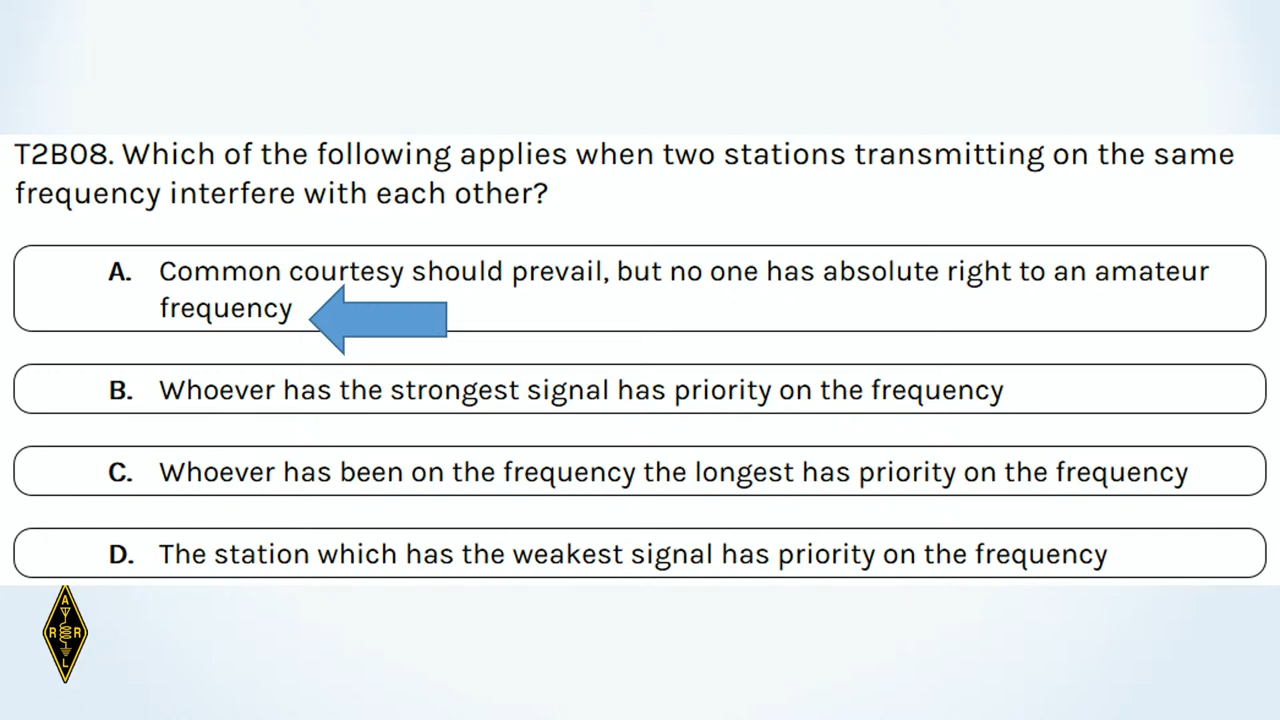 T2B08. Which of the following applies when two stations transmitting on the same
frequency interfere with each other?
A. Common courtesy should prevail, but no one has absolute right to an amateur
frequency
B. Whoever has the strongest signal has priority on the frequency
C. Whoever has been on the frequency the longest has priority on the frequency
D. The station which has the weakest signal has priority on the frequency
A
R R
L